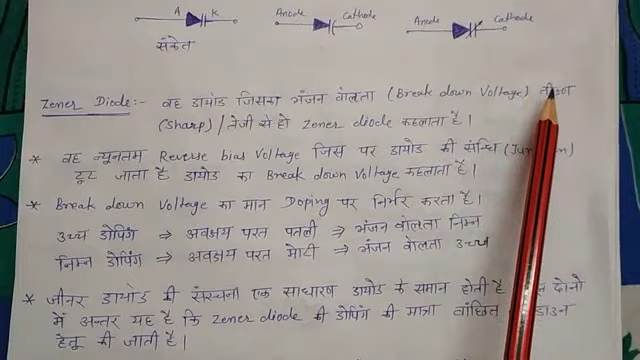 A K Anode Cathode Anode Cathode
संकेत
Zener Diode:- वह डायोड जिसका भंजन वोल्टता (Break down Voltage) तीक्ष्ण
(Sharp) / तेजी से हो Zener diode कहलाता है।
* वह न्यूनतम Reverse bias Voltage जिस पर डायोड की संन्धि
टूट जाता है डायोड का Break down Voltage कहलाता है।
* Break down Voltage का मान Doping पर निर्भर करता है।
उच्च डोपिंग ⇒ अवक्षय परत पतली ⇒ भंजन वोल्टता निम्न
निम्न डोपिंग ⇒ अवक्षय परत मोटी ⇒ भंजन वोल्टता उच्च
* जीनर डायोड की संरचना एक साधारण डायोड के समान होती है दोनो
में अन्तर यह है कि Zener diode की डोपिंग की मात्रा वांछित
हेतू की जाती है।